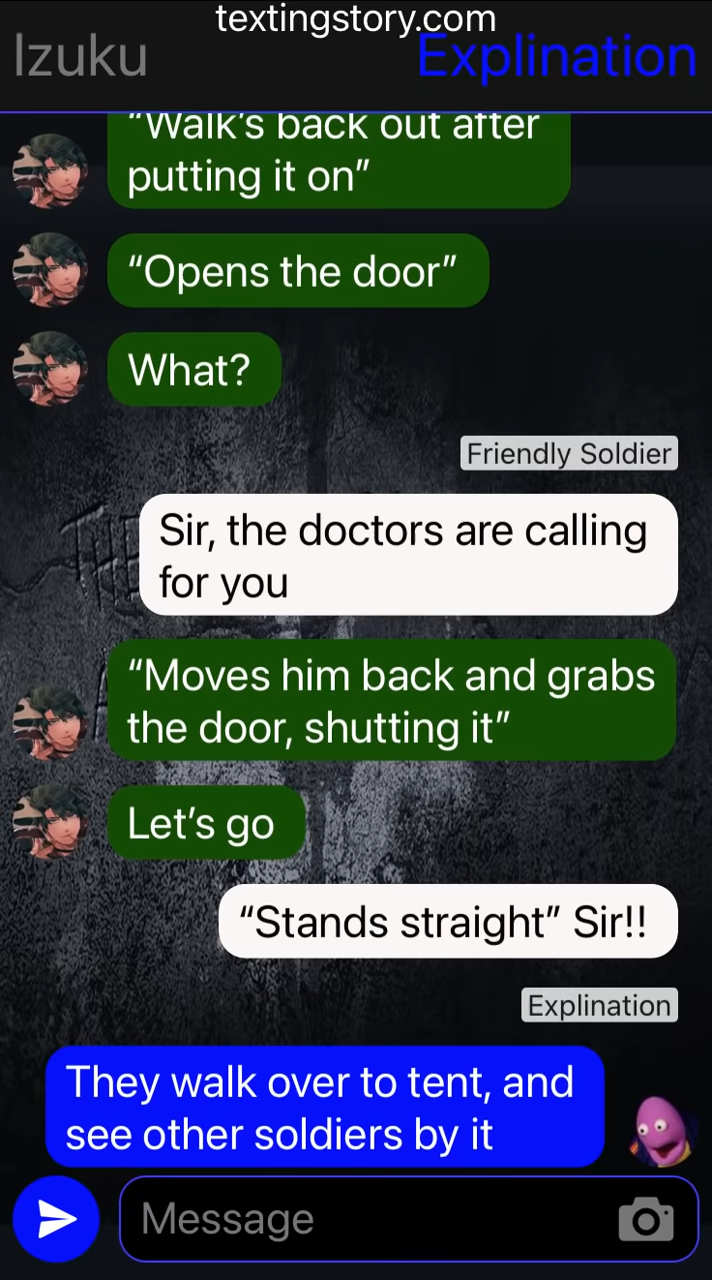 textingstory.com
Izuku
Explination
“Walk’s back out after
putting it on”
“Opens the door”
What?
Friendly Soldier
Sir, the doctors are calling
for you
“Moves him back and grabs
the door, shutting it”
Let’s go
“Stands straight” Sir!!
Explination
They walk over to tent, and
see other soldiers by it
Message
THE